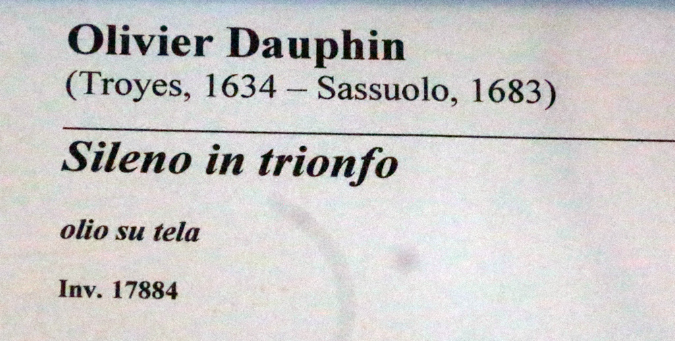 Olivier Dauphin
(Troyes, 1634 – Sassuolo, 1683)
Sileno in trionfo
olio su tela
Inv. 17884